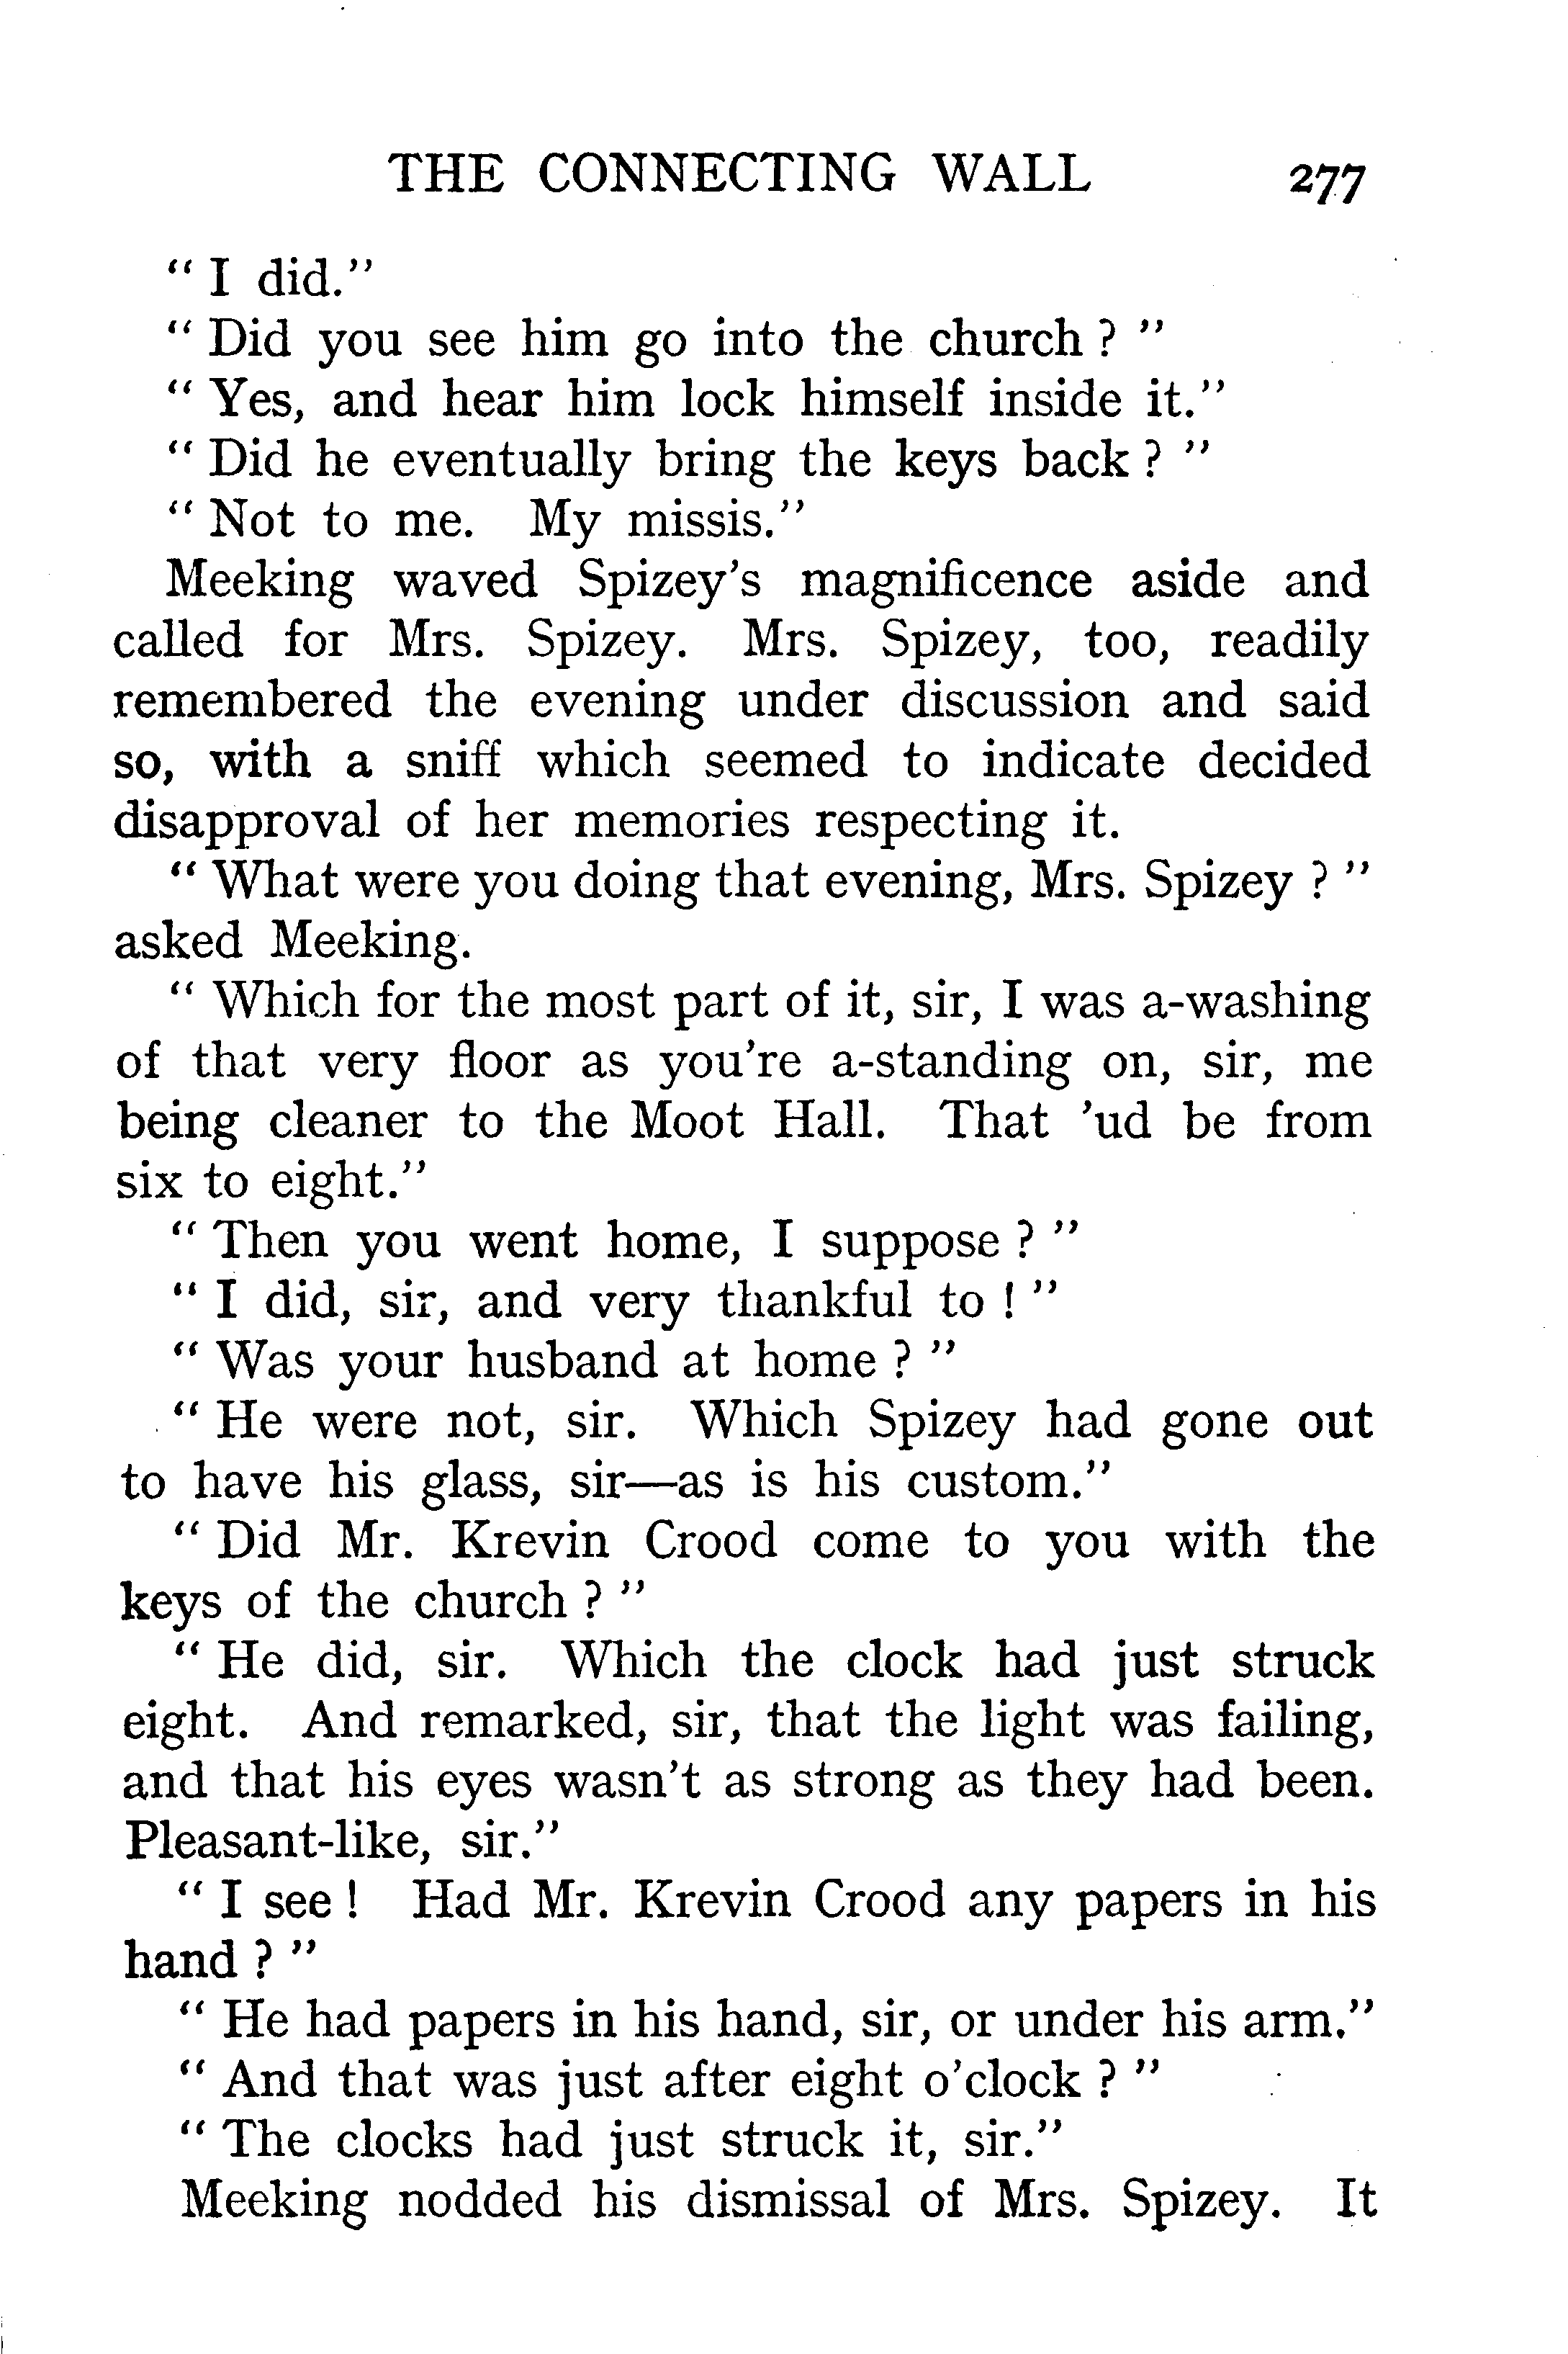 THE CONNECTING WALL 277
“ I did.”
“ Did you see him go into the church ? ”
“ Yes, and hear him lock himself inside it.”
“ Did he eventually bring the keys back ? ”
“ Not to me. My missis.”
Meeking waved Spizey’s magnificence aside and
called for Mrs. Spizey. Mrs. Spizey, too, readily
remembered the evening under discussion and said
so, with a sniff which seemed to indicate decided
disapproval of her memories respecting it.
“ What were you doing that evening, Mrs. Spizey ? ”
asked Meeking.
“ Which for the most part of it, sir, I was a-washing
of that very floor as you’re a-standing on, sir, me
being cleaner to the Moot Hall. That ’ud be from
six to eight.”
“ Then you went home, I suppose ? ”
“ I did, sir, and very thankful to ! ”
“ Was your husband at home ? ”
“ He were not, sir. Which Spizey had gone out
to have his glass, sir—as is his custom.”
“ Did Mr. Krevin Crood come to you with the
keys of the church ? ”
“ He did, sir. Which the clock had just struck
eight. And remarked, sir, that the light was failing,
and that his eyes wasn’t as strong as they had been.
Pleasant-like, sir.”
“ I see ! Had Mr. Krevin Crood any papers in his
hand ? ”
“ He had papers in his hand, sir, or under his arm.”
“ And that was just after eight o’clock ? ”
“ The clocks had just struck it, sir.”
Meeking nodded his dismissal of Mrs. Spizey. It